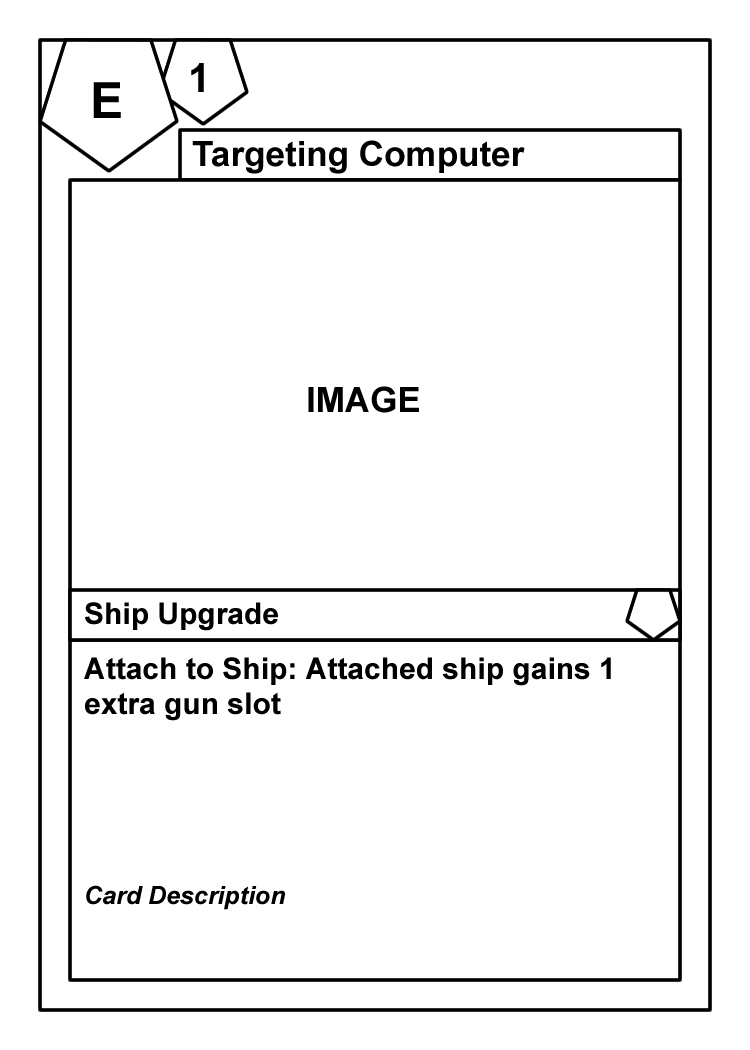 E
1
Targeting Computer
IMAGE
Ship Upgrade
Attach to Ship: Attached ship gains 1
extra gun slot
Card Description